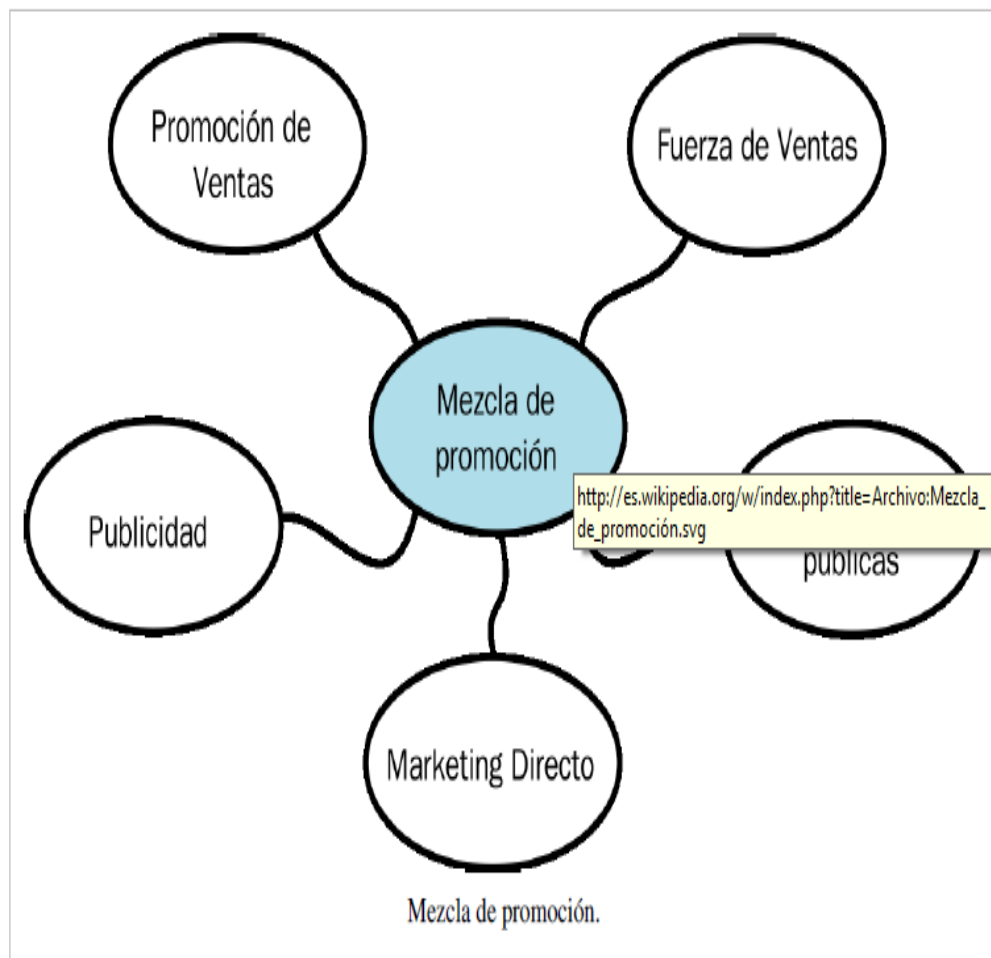 Promoción de
Ventas
Fuerza de Ventas
Mezcla de
promoción
http://es.wikipedia.org/w/index.php?title=Archivo:Mezcla_
de_promoción.svg
Publicidad
públicas
Marketing Directo
Mezcla de promoción.